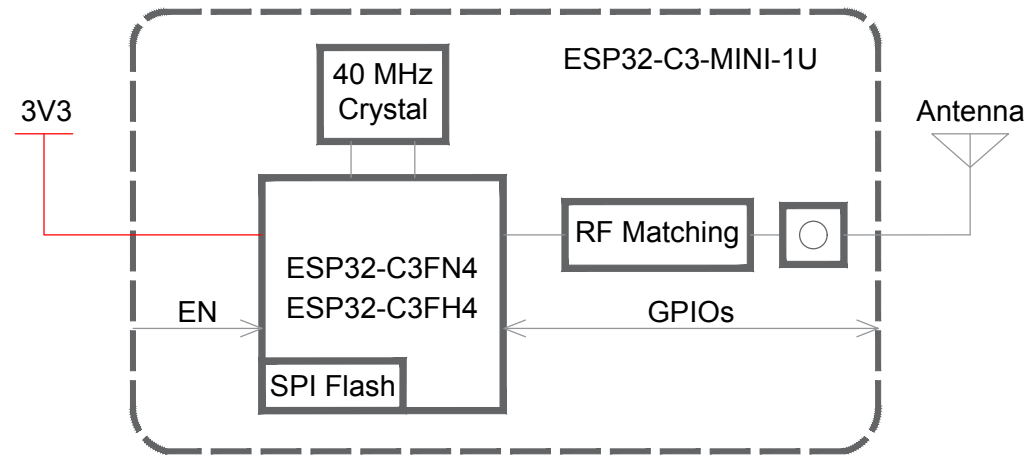 ESP32-C3-MINI-1U
40 MHz
Crystal
3V3
Antenna
RF Matching
ESP32-C3FN4
ESP32-C3FH4
EN
GPIOs
SPI Flash